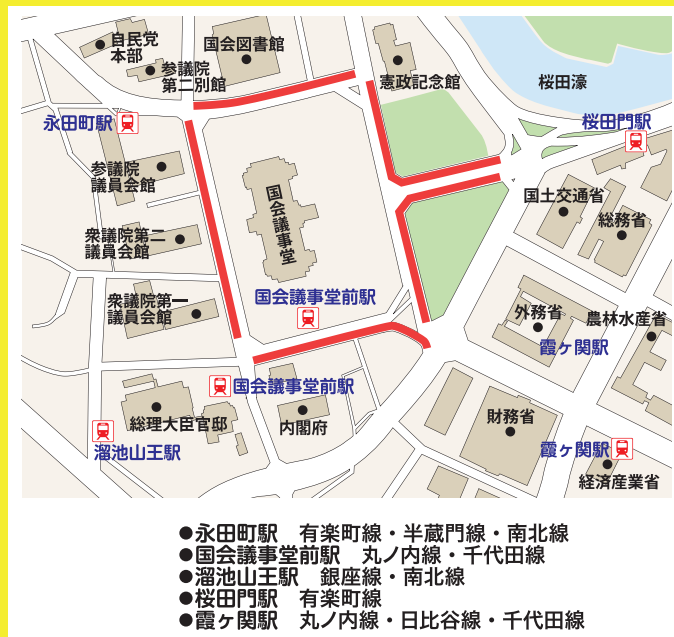 自民党
本部
国会図書館
参議院
第二別館
憲政記念館
桜田濠
永田町駅
桜田門駅
参議院
議員会館
国会議事堂
国土交通省
総務省
衆議院第二
議員会館
衆議院第一
議員会館
国会議事堂前駅
外務省
農林水産省
霞ヶ関駅
国会議事堂前駅
総理大臣官邸
内閣府
財務省
溜池山王駅
霞ヶ関駅
経済産業省
●永田町駅 有楽町線・半蔵門線・南北線
●国会議事堂前駅 丸ノ内線・千代田線
●溜池山王駅 銀座線・南北線
●桜田門駅 有楽町線
●霞ヶ関駅 丸ノ内線・日比谷線・千代田線